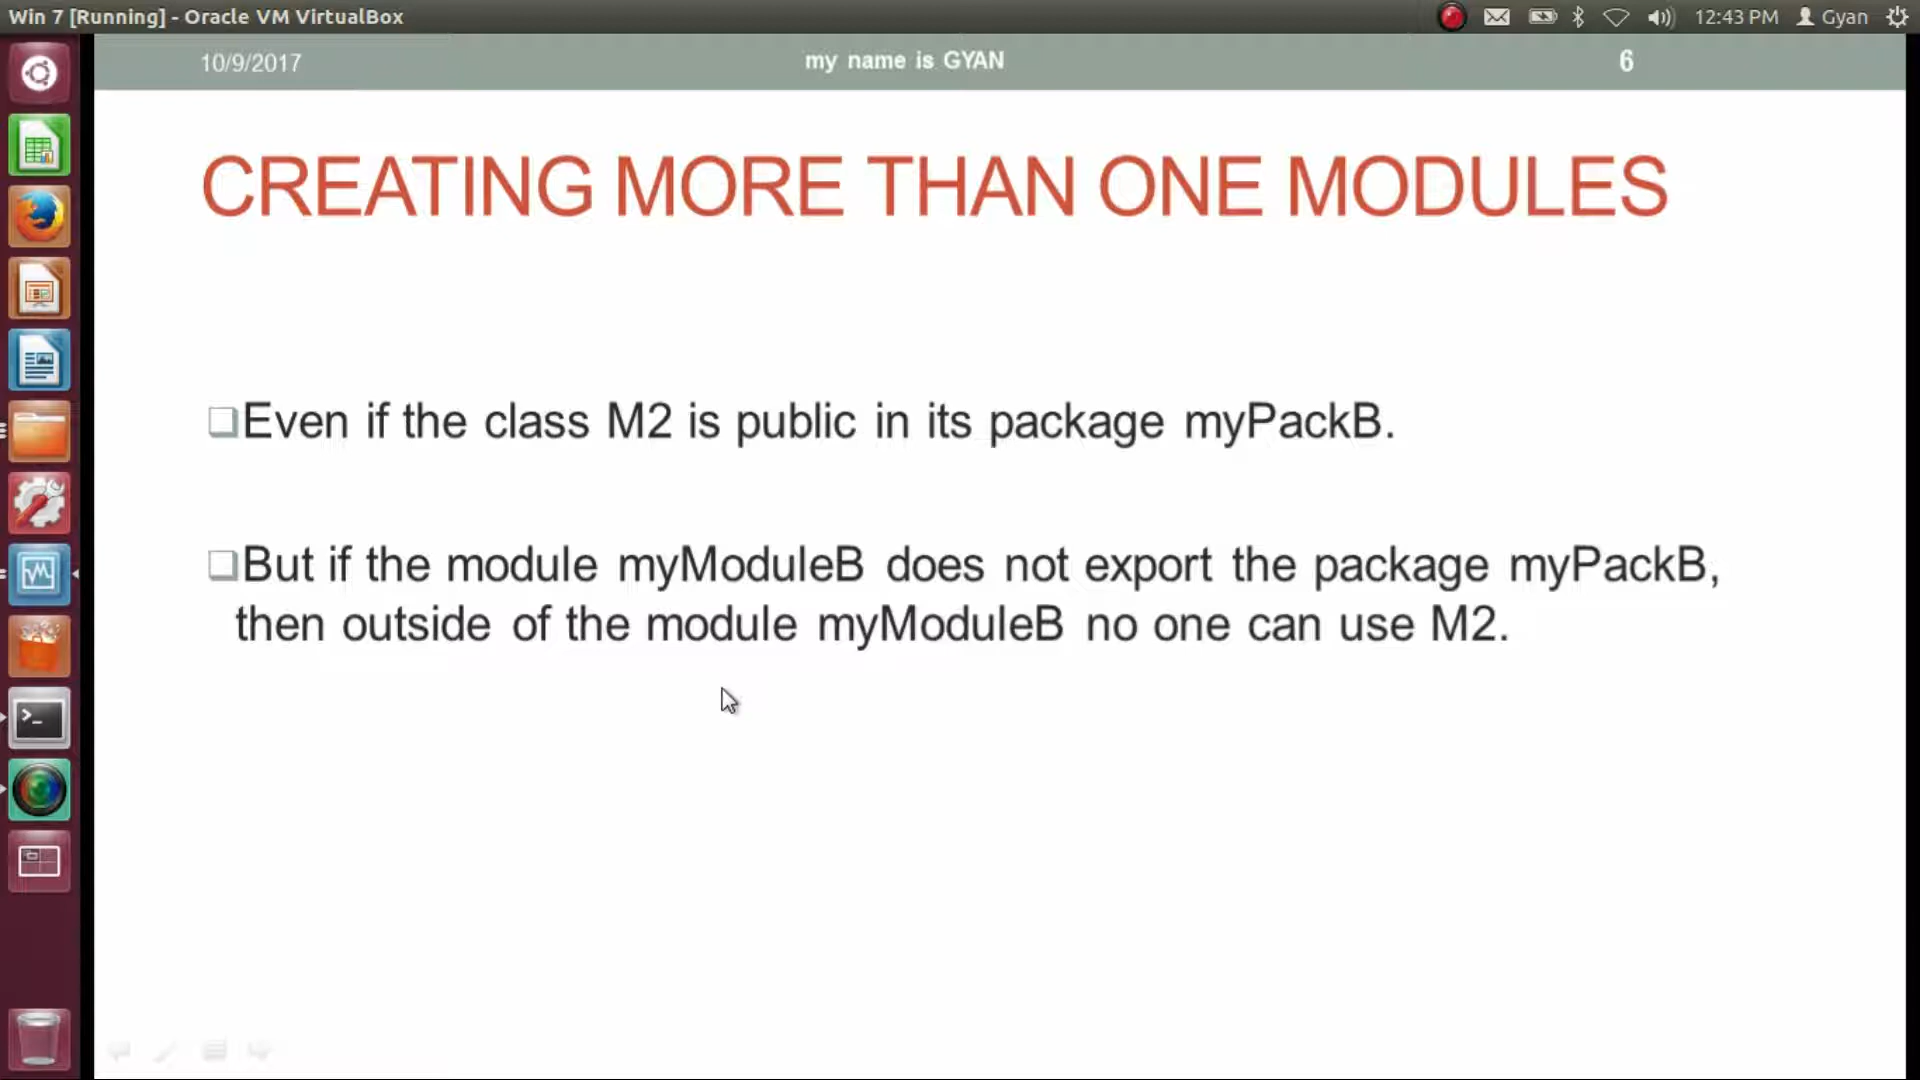 Win 7 [Running] - Oracle VM VirtualBox
12:43 PM
Gyan
10/9/2017
my name is GYAN
6
CREATING MORE THAN ONE MODULES
Even if the class M2 is public in its package myPackB.
But if the module myModuleB does not export the package myPackB,
then outside of the module myModuleB no one can use M2.